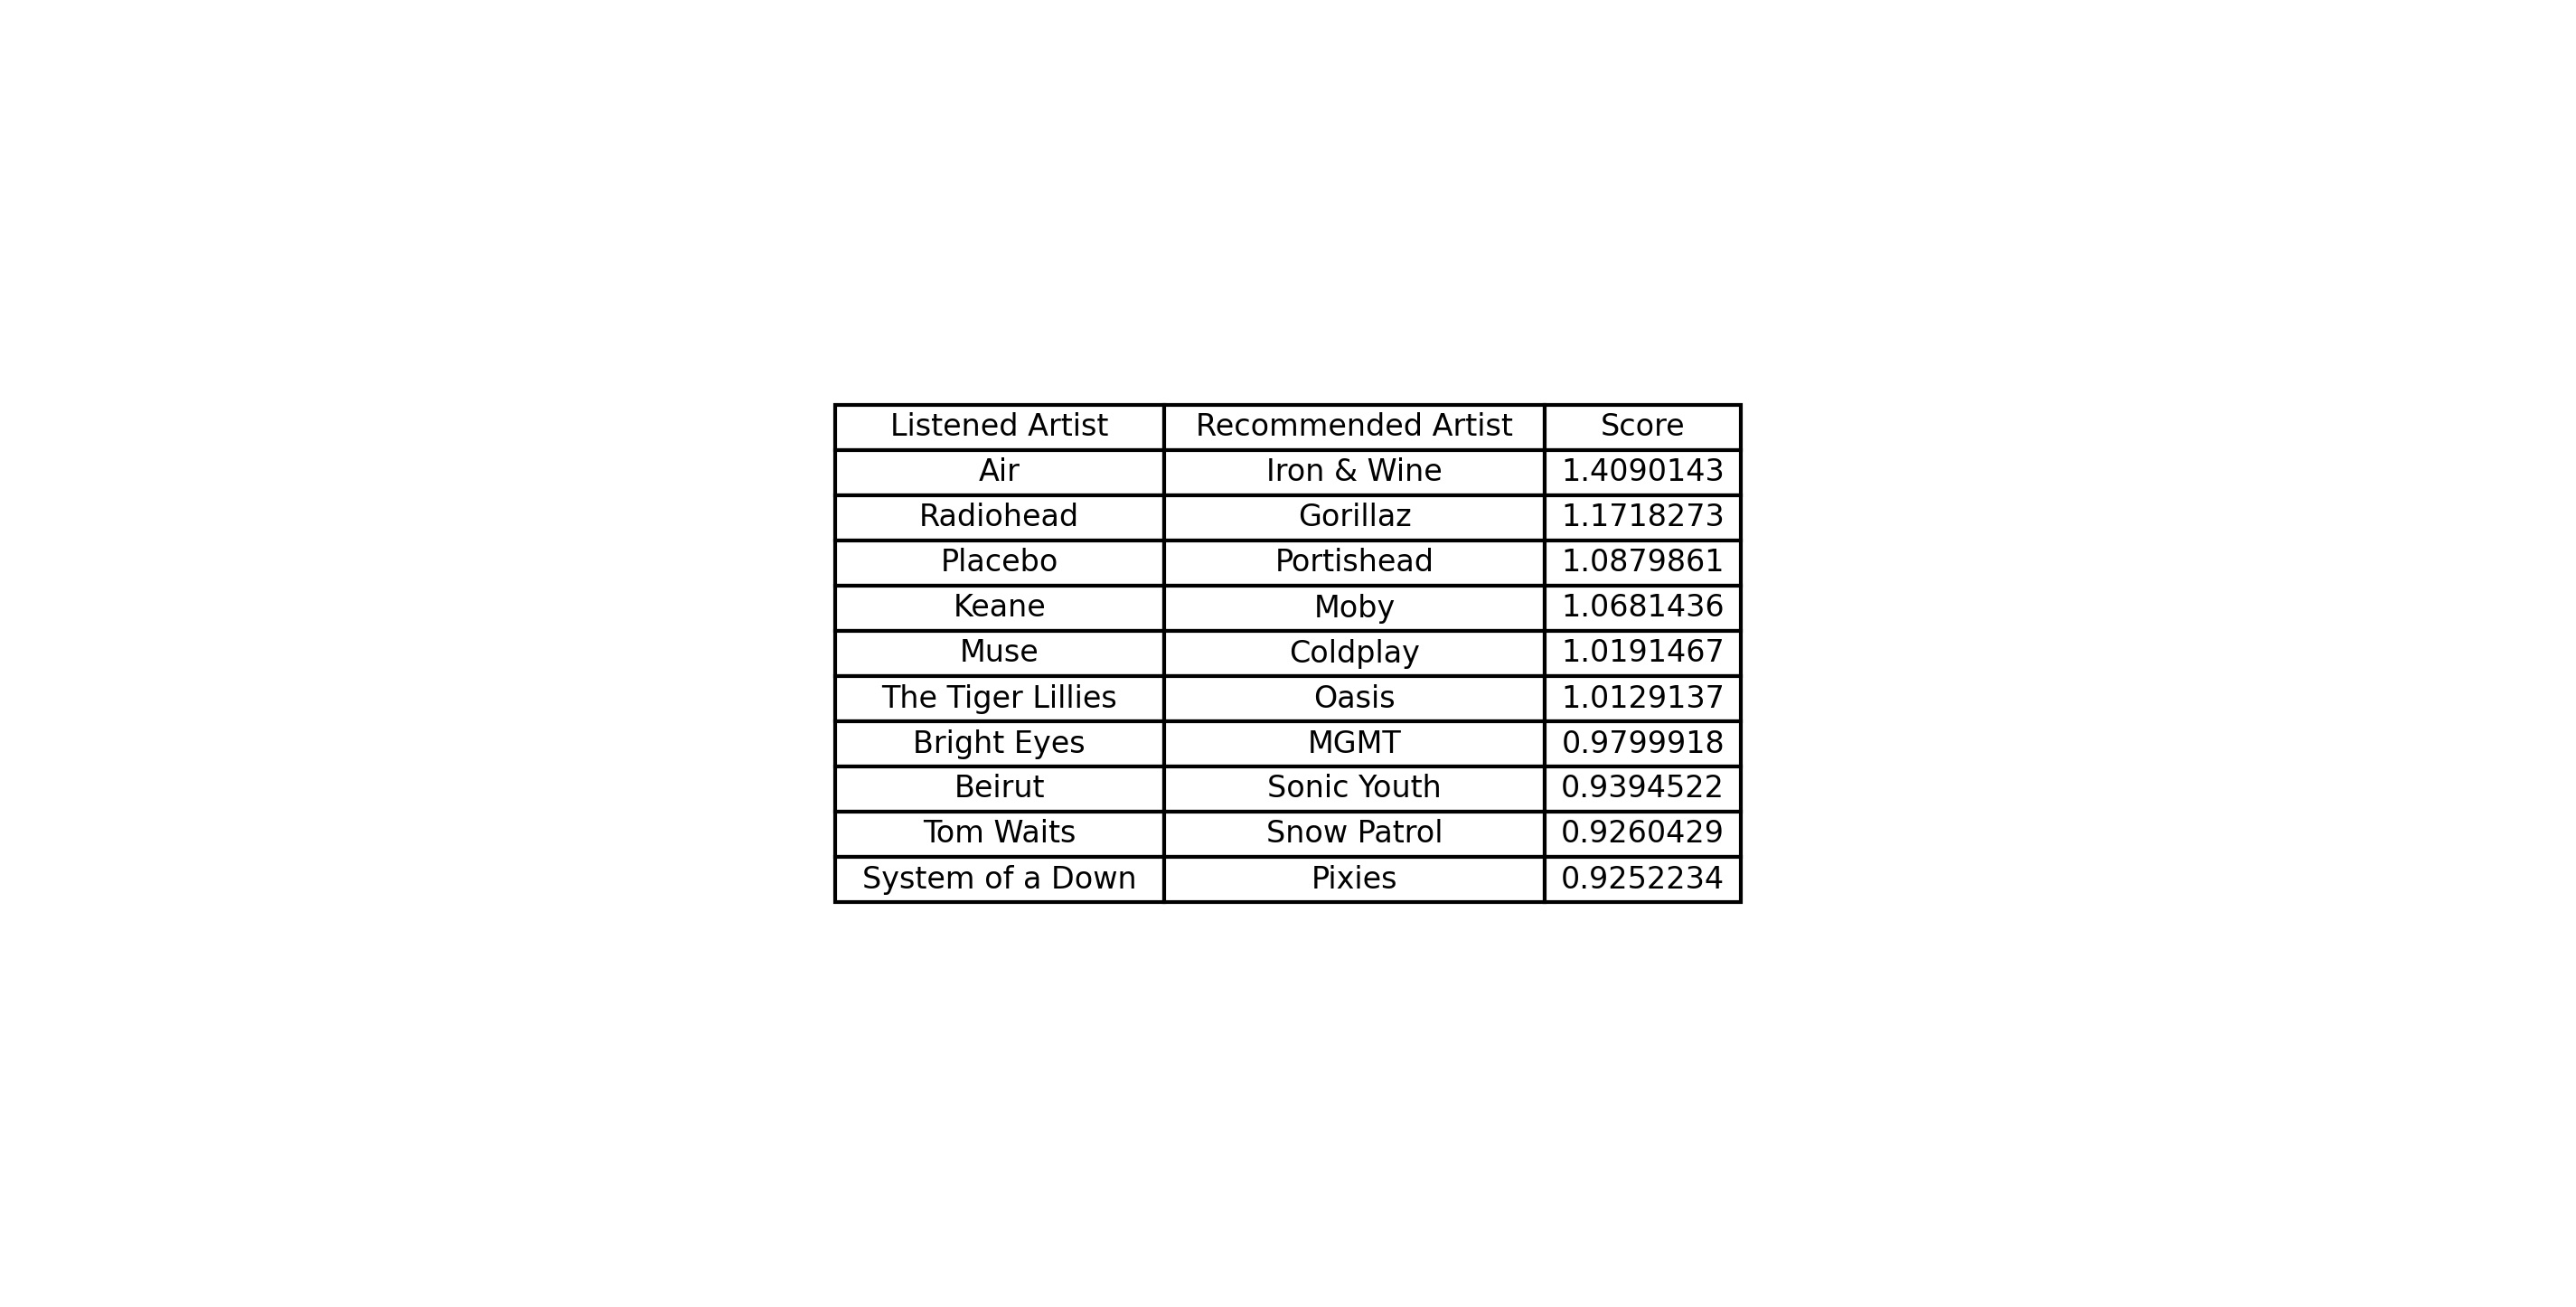 Listened Artist Recommended Artist Score
Air Iron & Wine 1.4090143
Radiohead Gorillaz 1.1718273
Placebo Portishead 1.0879861
Keane Moby 1.0681436
Muse Coldplay 1.0191467
The Tiger Lillies Oasis 1.0129137
Bright Eyes MGMT 0.9799918
Beirut Sonic Youth 0.9394522
Tom Waits Snow Patrol 0.9260429
System of a Down Pixies 0.9252234